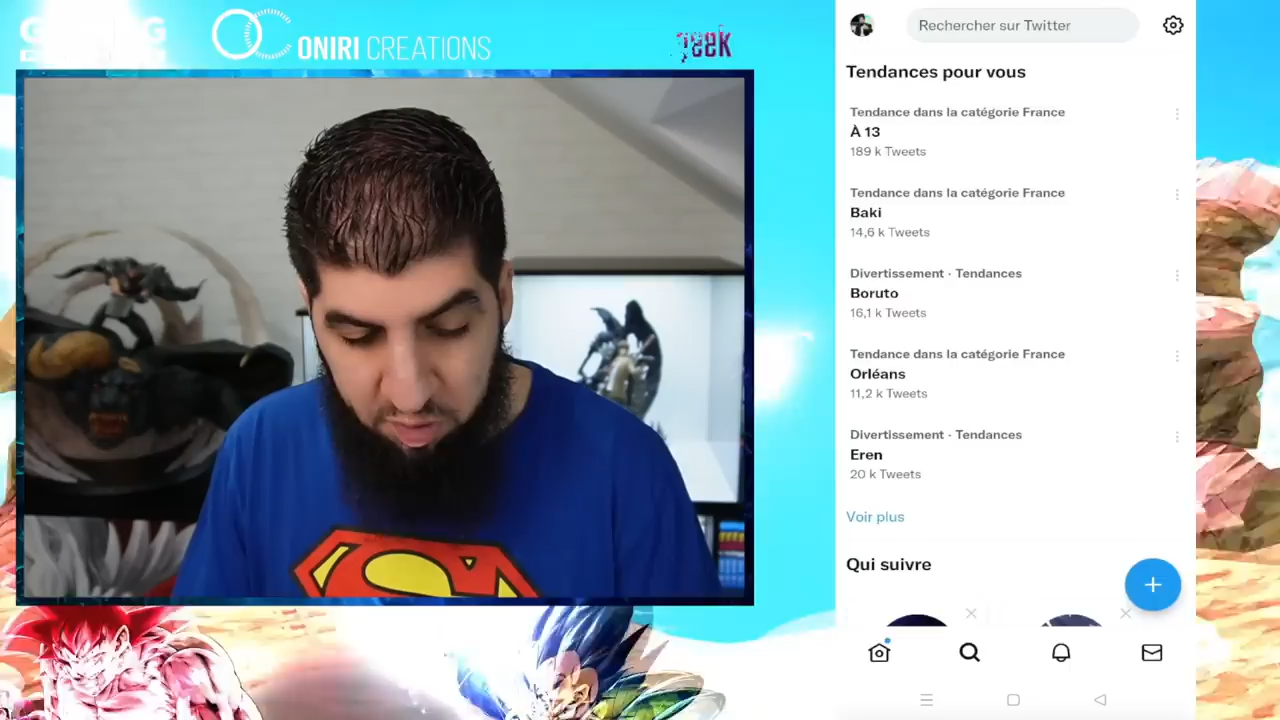 ONIRI CREATIONS
geek
Rechercher sur Twitter
Tendances pour vous
Tendance dans la catégorie France
À 13
189 k Tweets
Tendance dans la catégorie France
Baki
14,6 k Tweets
Divertissement · Tendances
Boruto
16,1 k Tweets
Tendance dans la catégorie France
Orléans
11,2 k Tweets
Divertissement · Tendances
Eren
20 k Tweets
Voir plus
Qui suivre